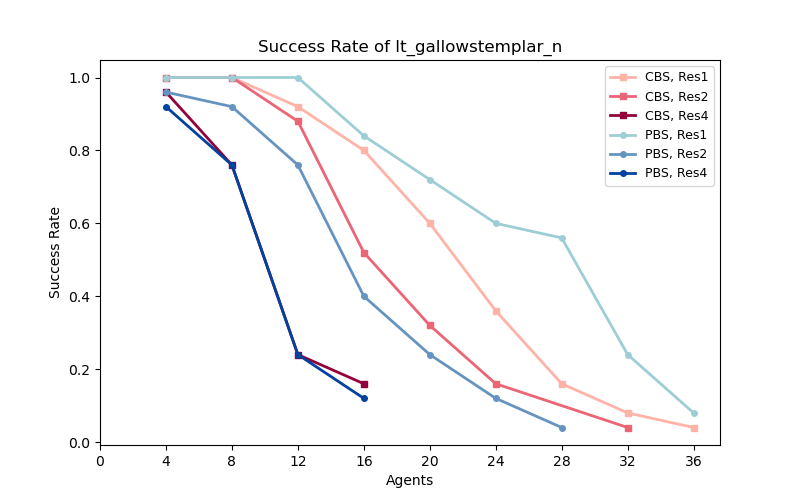 Success Rate of lt_gallowstemplar_n
CBS, Res1
CBS, Res2
CBS, Res4
PBS, Res1
PBS, Res2
PBS, Res4
Success Rate
1.0
0.8
0.6
0.4
0.2
0.0
0 4 8 12 16 20 24 28 32 36
Agents